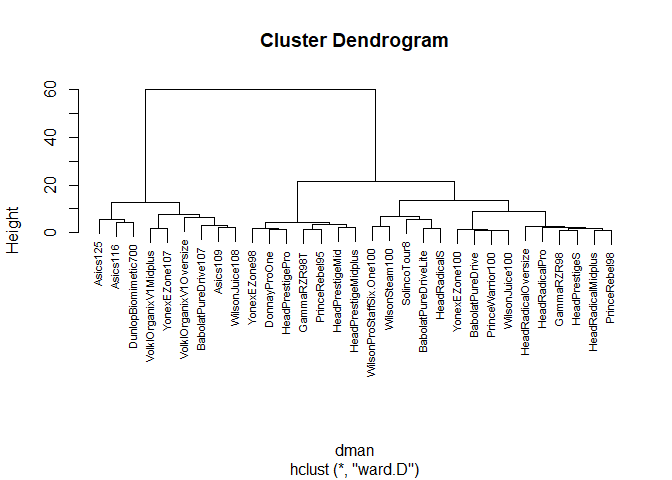 Cluster Dendrogram
Height
60
40
20
0
Asics125
Asics116
DunlopBiomimetic700
VolklOrganixV1Midplus
YonexEZone107
VolklOrganixV1Oversize
BabolatPureDrive107
Asics109
WilsonJuice108
YonexEZone98
DonnayProOne
HeadPrestigePro
GammaRZR98T
PrinceRebel95
HeadPrestigeMid
HeadPrestigeMidplus
WilsonProStaffSix.One100
WilsonSteam100
SolincoTour8
BabolatPureDriveLite
HeadRadicalS
YonexEZone100
BabolatPureDrive
PrinceWarrior100
WilsonJuice100
HeadRadicalOversize
HeadRadicalPro
GammaRZR98
HeadPrestigeS
HeadRadicalMidplus
PrinceRebel98
dman
hclust (*, "ward.D")